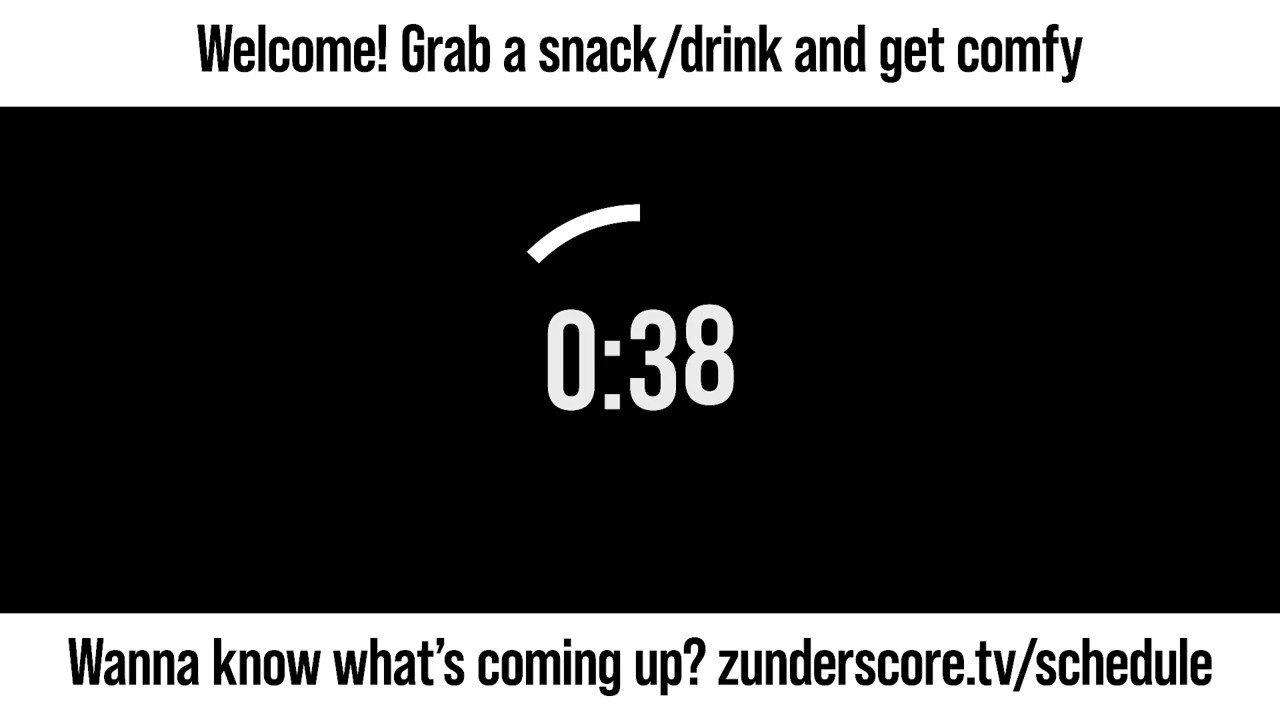 Welcome! Grab a snack/drink and get comfy
0:38
Wanna know what's coming up? zunderscore.tv/schedule